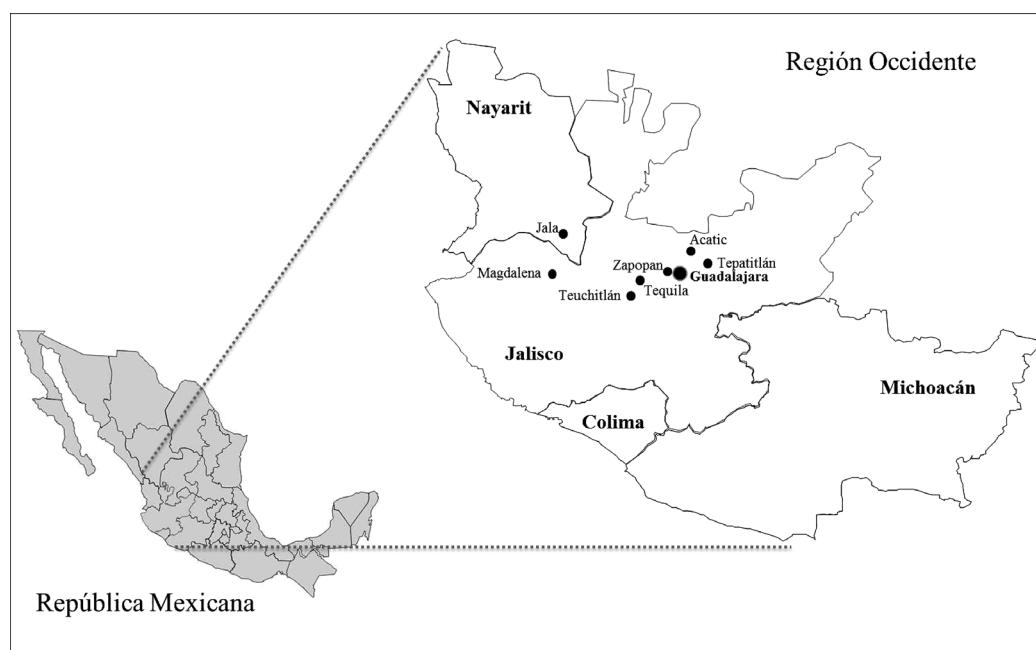 Región Occidente
Nayarit
Jala
Acatic
Magdalena
Zapopan
Tepatitlán
Guadalajara
Teuchitlán
Tequila
Jalisco
Michoacán
Colima
República Mexicana